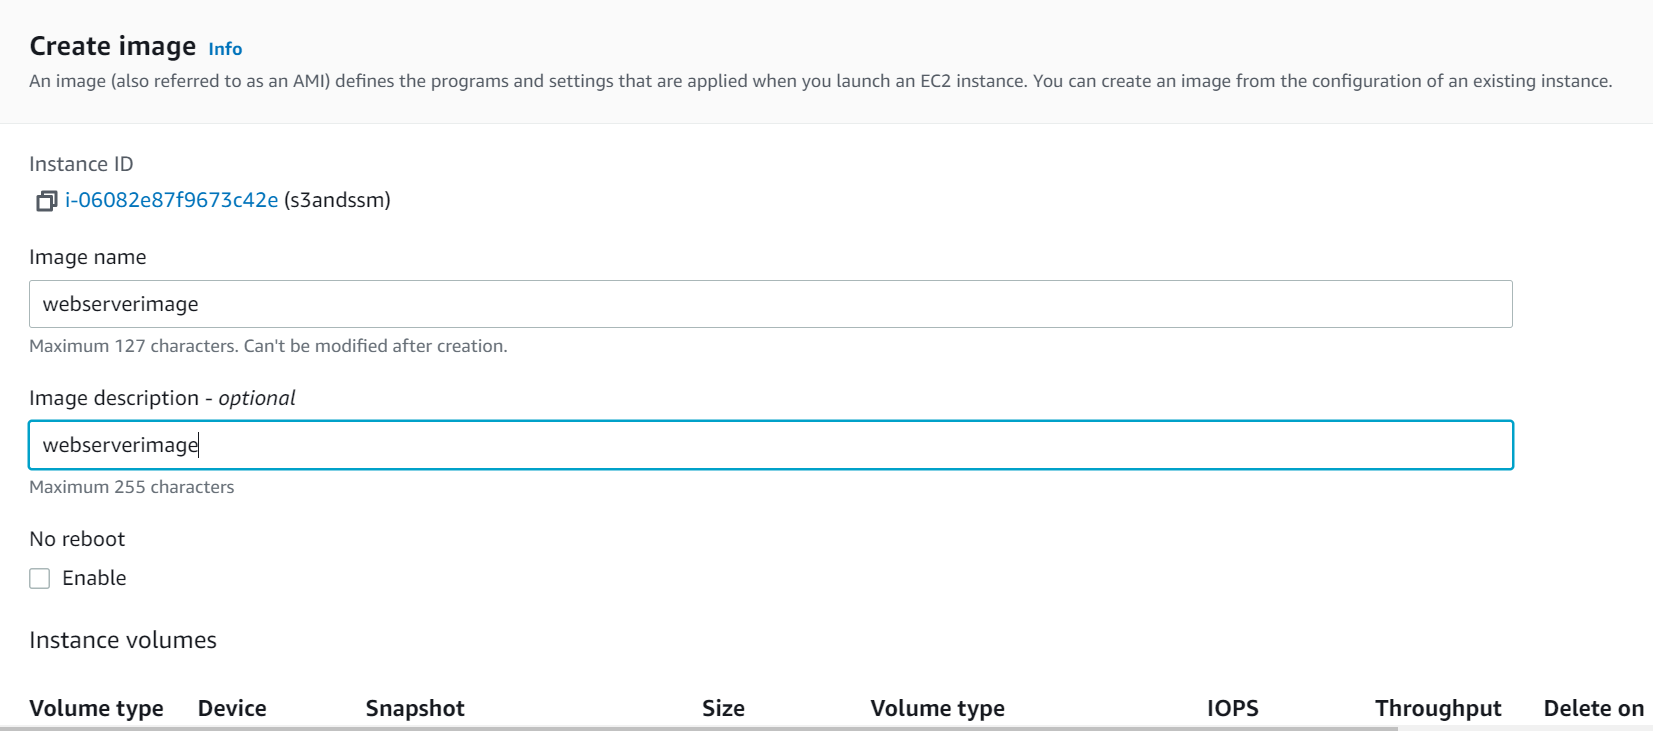 Create image Info
An image (also referred to as an AMI) defines the programs and settings that are applied when you launch an EC2 instance. You can create an image from the configuration of an existing instance.
Instance ID
i-06082e87f9673c42e (s3andssm)
Image name
webserverimage
Maximum 127 characters. Can't be modified after creation.
Image description - optional
webserverimage
Maximum 255 characters
No reboot
Enable
Instance volumes
Volume type Device Snapshot Size Volume type IOPS Throughput Delete on